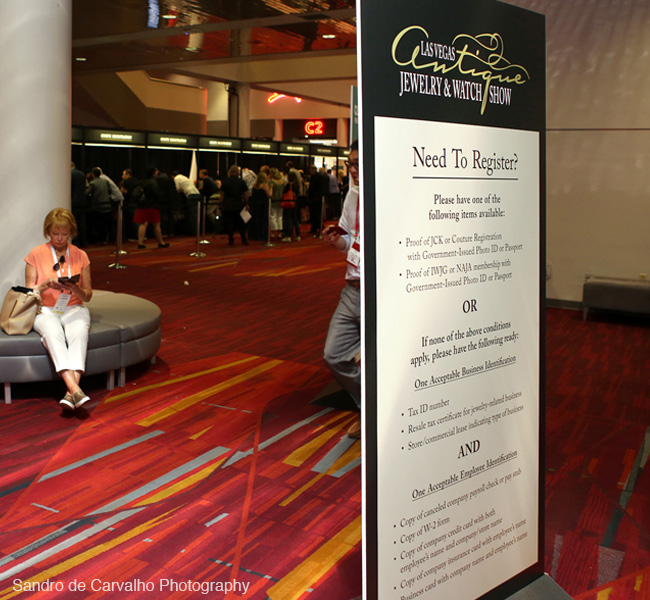 LAS VEGAS
antique
JEWELRY & WATCH SHOW
Need To Register?
Please have one of the
following items available:
• Proof of JCK or Couture Registration
with Government-Issued Photo ID or Passport
• Proof of IWJG or NAJA membership with
Government-Issued Photo ID or Passport
OR
If none of the above conditions
apply, please have the following ready:
One Acceptable Business Identification
• Tax ID number
• Resale tax certificate for jewelry-related business
• Store/commercial lease indicating type of business
AND
One Acceptable Employee Identification
• Copy of canceled company payroll check or pay stub
• Copy of W-2 form
• Copy of company credit card with both
employee's name and company/store name
• Copy of company insurance card with employee's name
Business card with company name and employee's name
C2
Sandro de Carvalho Photography